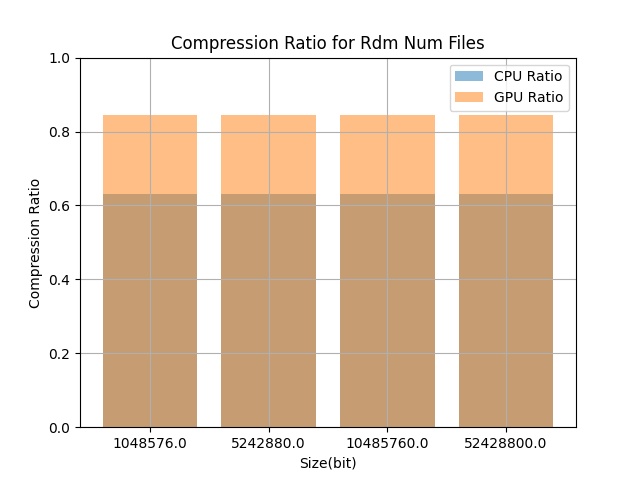 Compression Ratio for Rdm Num Files
CPU Ratio
GPU Ratio
Compression Ratio
1.0
0.8
0.6
0.4
0.2
0.0
1048576.0 5242880.0 10485760.0 52428800.0
Size(bit)